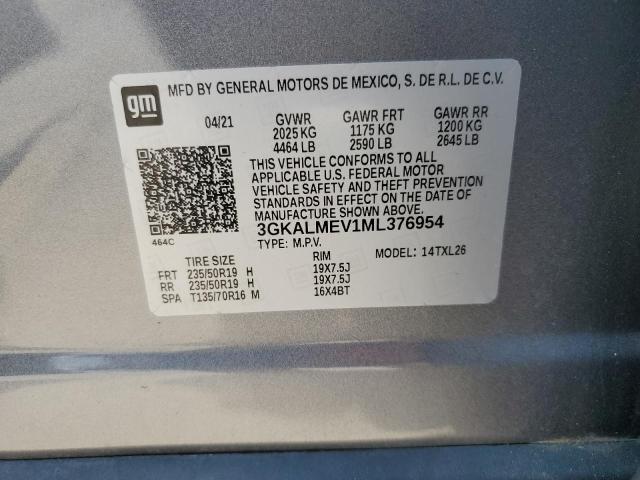 gm
MFD BY GENERAL MOTORS DE MEXICO, S. DE R.L. DE C.V.
04/21 GVWR GAWR FRT GAWR RR
2025 KG 1175 KG 1200 KG
4464 LB 2590 LB 2645 LB
THIS VEHICLE CONFORMS TO ALL
APPLICABLE U.S. FEDERAL MOTOR
VEHICLE SAFETY AND THEFT PREVENTION
STANDARDS IN EFFECT ON THE DATE OF
MANUFACTURE SHOWN ABOVE.
464C
3GKALMEV1ML376954
TYPE: M.P.V. MODEL: 14TXL26
TIRE SIZE RIM
FRT 235/50R19 H 19X7.5J
RR 235/50R19 H 19X7.5J
SPA T135/70R16 M 16X4BT